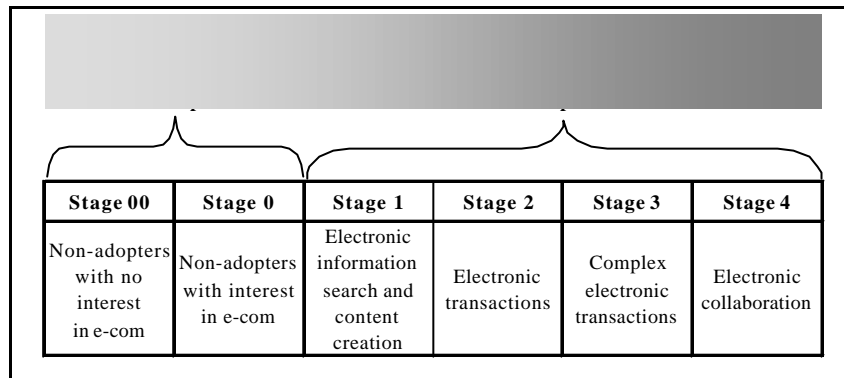 Stage 00 Stage 0 Stage 1 Stage 2 Stage 3 Stage 4
Non-adopters
with no
interest
in e-com
Non-adopters
with interest
in e-com
Electronic
information
search and
content
creation
Electronic
transactions
Complex
electronic
transactions
Electronic
collaboration